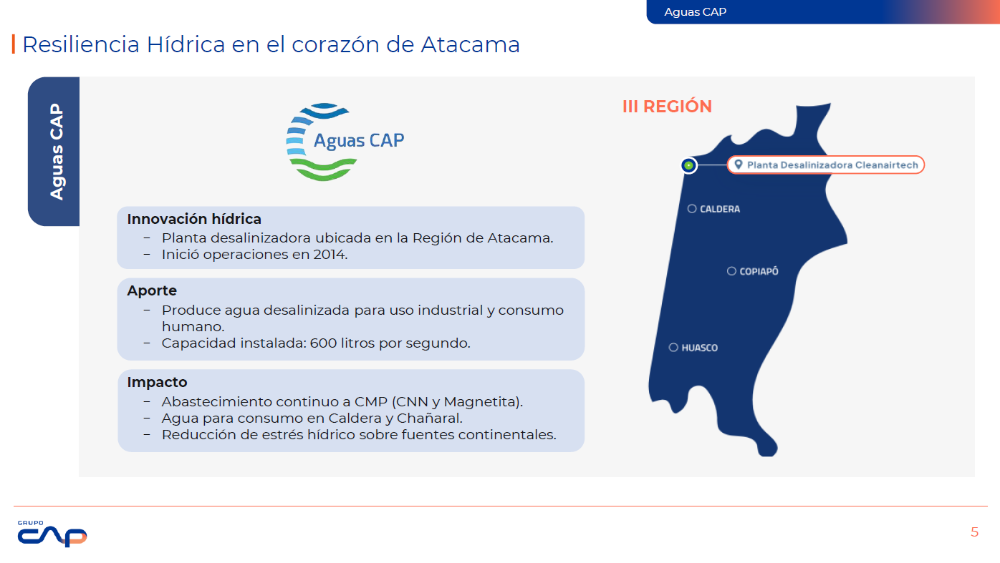 Aguas CAP
Resiliencia Hídrica en el corazón de Atacama
Aguas CAP
Aguas CAP
Innovación hídrica
− Planta desalinizadora ubicada en la Región de Atacama.
− Inició operaciones en 2014.
Aporte
− Produce agua desalinizada para uso industrial y consumo
humano.
− Capacidad instalada: 600 litros por segundo.
Impacto
− Abastecimiento continuo a CMP (CNN y Magnetita).
− Agua para consumo en Caldera y Chañaral.
− Reducción de estrés hídrico sobre fuentes continentales.
III REGIÓN
Planta Desalinizadora Cleanairtech
CALDERA
COPIAPÓ
HUASCO
GRUPO
CAP
5